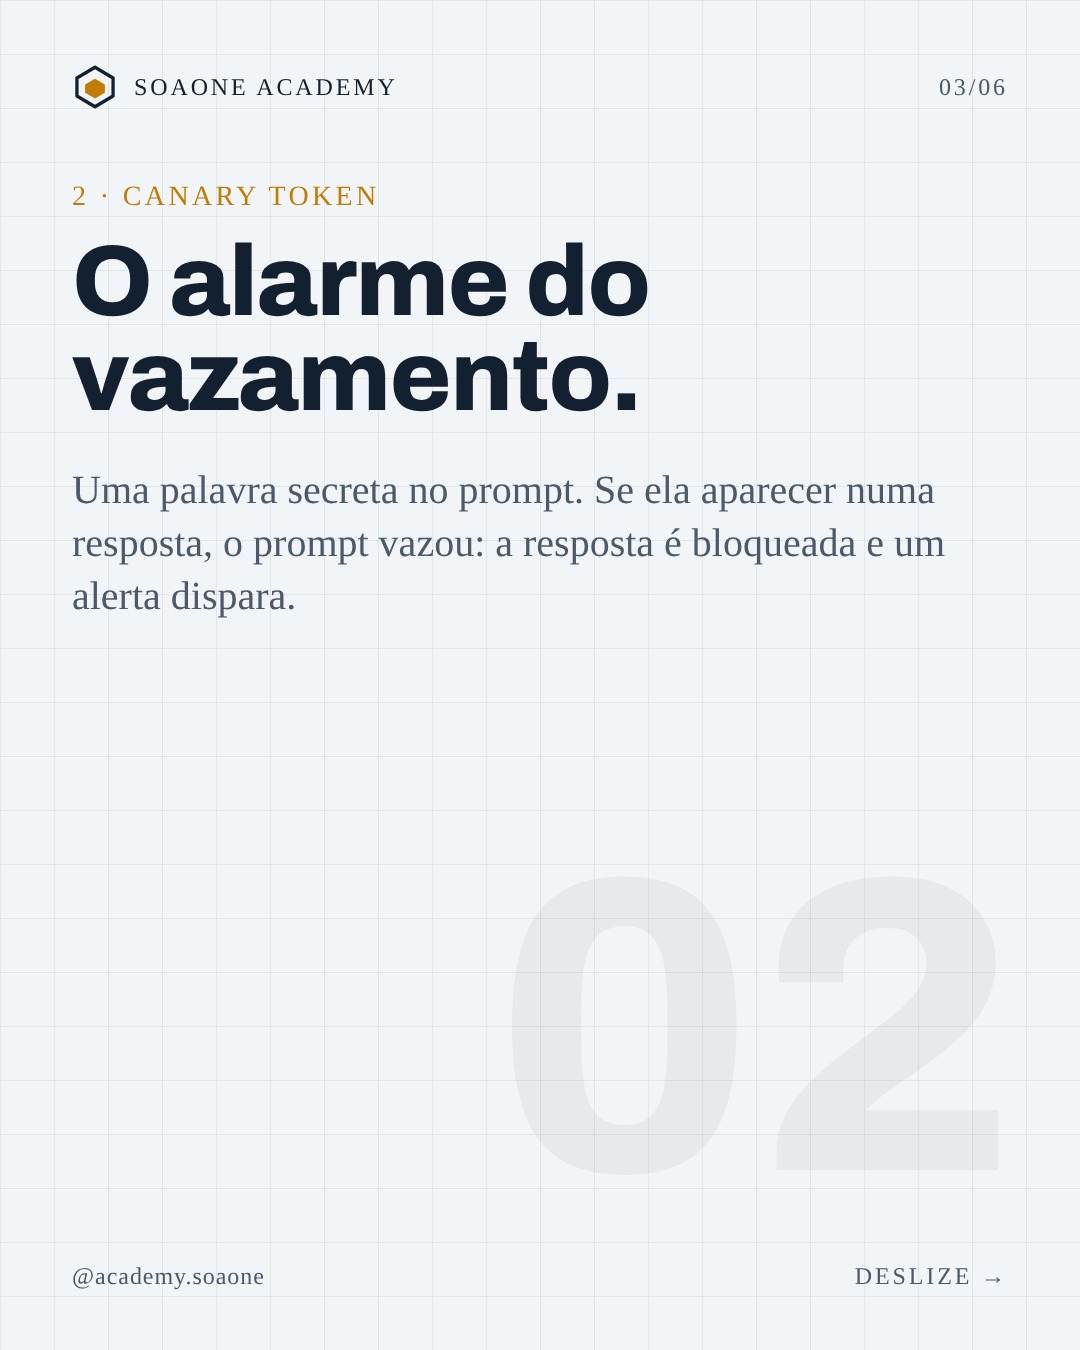 SOAONE ACADEMY
03/06
2 · CANARY TOKEN
O alarme do
vazamento.
Uma palavra secreta no prompt. Se ela aparecer numa
resposta, o prompt vazou: a resposta é bloqueada e um
alerta dispara.
02
@academy.soaone
DESLIZE →